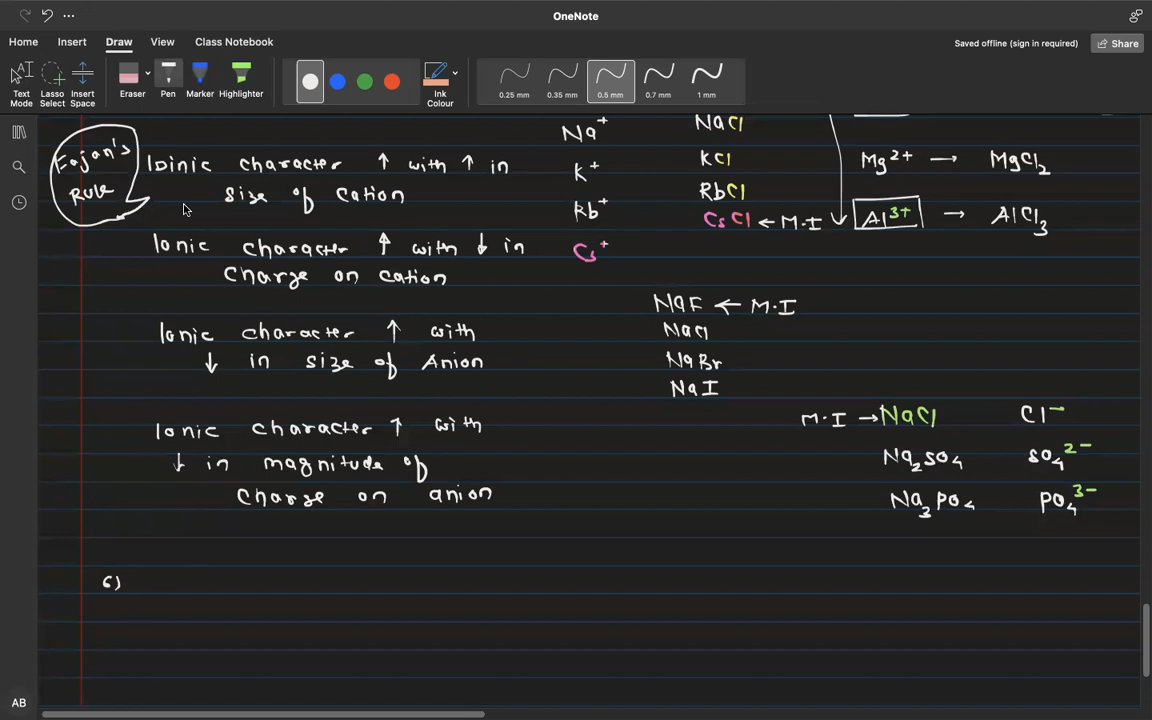 OneNote
Home Insert Draw View Class Notebook
Saved offline (sign in required) Share
Text Mode Lasso Select Insert Space Eraser Pen Marker Highlighter Ink Colour 0.25 mm 0.35 mm 0.5 mm 0.7 mm 1 mm
Fajan's
Rule
Ioinic character ↑ with ↑ in
size of cation
Ionic character ↑ with ↓ in
charge on cation
Ionic character ↑ with
↓ in size of Anion
Ionic character ↑ with
↓ in magnitude of
charge on anion
6)
Na⁺
K⁺
Rb⁺
Cs⁺
NaCl
KCl
RbCl
CsCl ← M.I
Mg²⁺ → MgCl₂
Al³⁺ → AlCl₃
NaF ← M.I
NaCl
NaBr
NaI
M.I → NaCl Cl⁻
Na₂SO₄ SO₄²⁻
Na₃PO₄ PO₄³⁻
AB